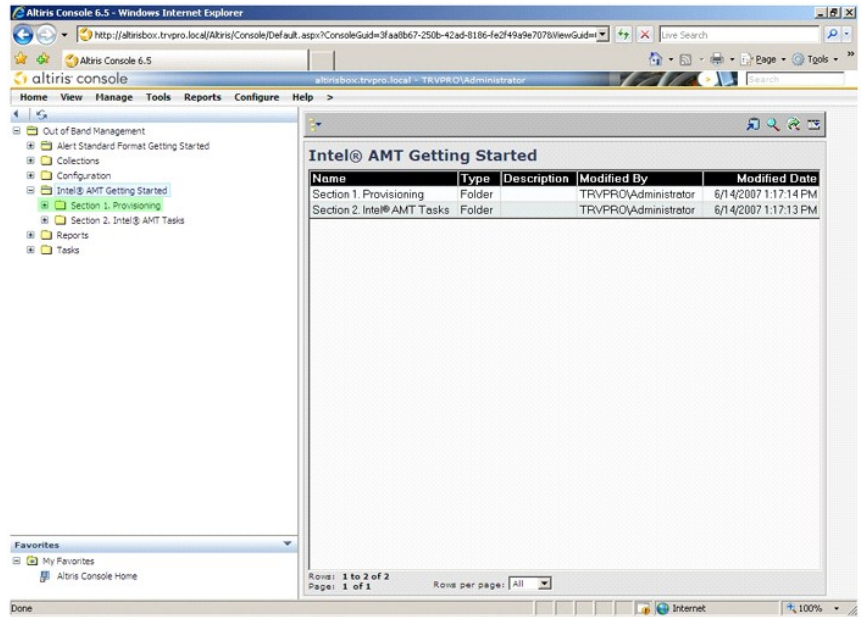 Altiris Console 6.5 - Windows Internet Explorer
http://altirisbox.trvpro.local/Altiris/Console/Default.aspx?ConsoleGuid=3faa8b67-250b-42ad-8186-fe2f49a9e707&ViewGuid=
Live Search
Altiris Console 6.5
Page
Tools
altiris console
altirisbox.trvpro.local - TRVPRO\Administrator
Search
Home View Manage Tools Reports Configure Help >
Out of Band Management
Alert Standard Format Getting Started
Collections
Configuration
Intel® AMT Getting Started
Section 1. Provisioning
Section 2. Intel® AMT Tasks
Reports
Tasks
Intel® AMT Getting Started
Name Type Description Modified By Modified Date
Section 1. Provisioning Folder TRVPRO\Administrator 6/14/2007 1:17:14 PM
Section 2. Intel® AMT Tasks Folder TRVPRO\Administrator 6/14/2007 1:17:13 PM
Favorites
My Favorites
Altris Console Home
Rows: 1 to 2 of 2
Page: 1 of 1
Rows per page: All
Done
Internet
100%